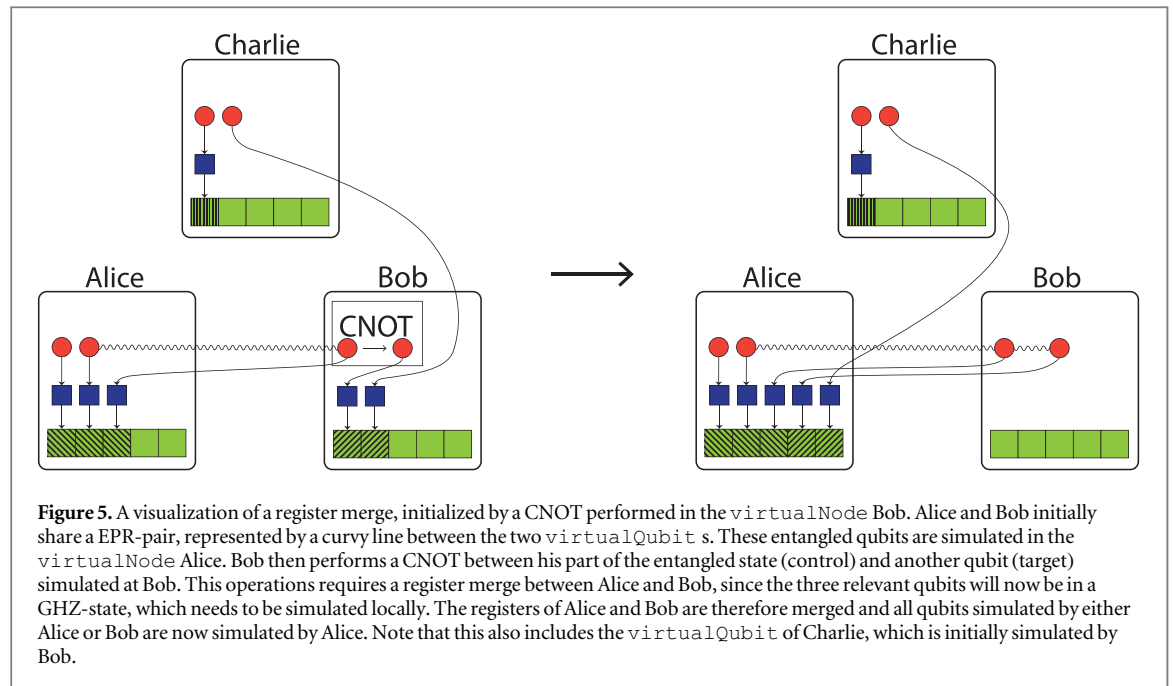 Charlie
Charlie
Alice
Bob
Alice
Bob
CNOT
Figure 5. A visualization of a register merge, initialized by a CNOT performed in the virtualNode Bob. Alice and Bob initially
share a EPR-pair, represented by a curvy line between the two virtualQubit s. These entangled qubits are simulated in the
virtualNode Alice. Bob then performs a CNOT between his part of the entangled state (control) and another qubit (target)
simulated at Bob. This operations requires a register merge between Alice and Bob, since the three relevant qubits will now be in a
GHZ-state, which needs to be simulated locally. The registers of Alice and Bob are therefore merged and all qubits simulated by either
Alice or Bob are now simulated by Alice. Note that this also includes the virtualQubit of Charlie, which is initially simulated by
Bob.